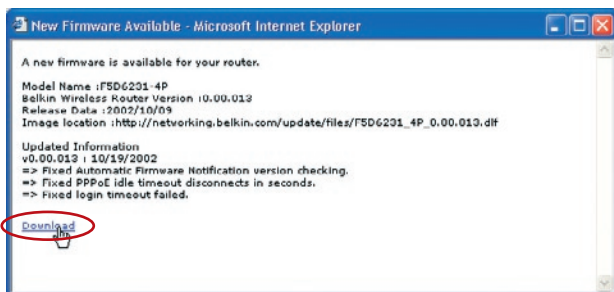 New Firmware Available - Microsoft Internet Explorer
A new firmware is available for your router.
Model Name :F5D6231-4P
Belkin Wireless Router Version :0.00.013
Release Data :2002/10/09
Image location :http://networking.belkin.com/update/files/F5D6231_4P_0.00.013.dlf
Updated Information
v0.00.013 : 10/19/2002
=> Fixed Automatic Firmware Notification version checking.
=> Fixed PPPoE idle timeout disconnects in seconds.
=> Fixed login timeout failed.
Download